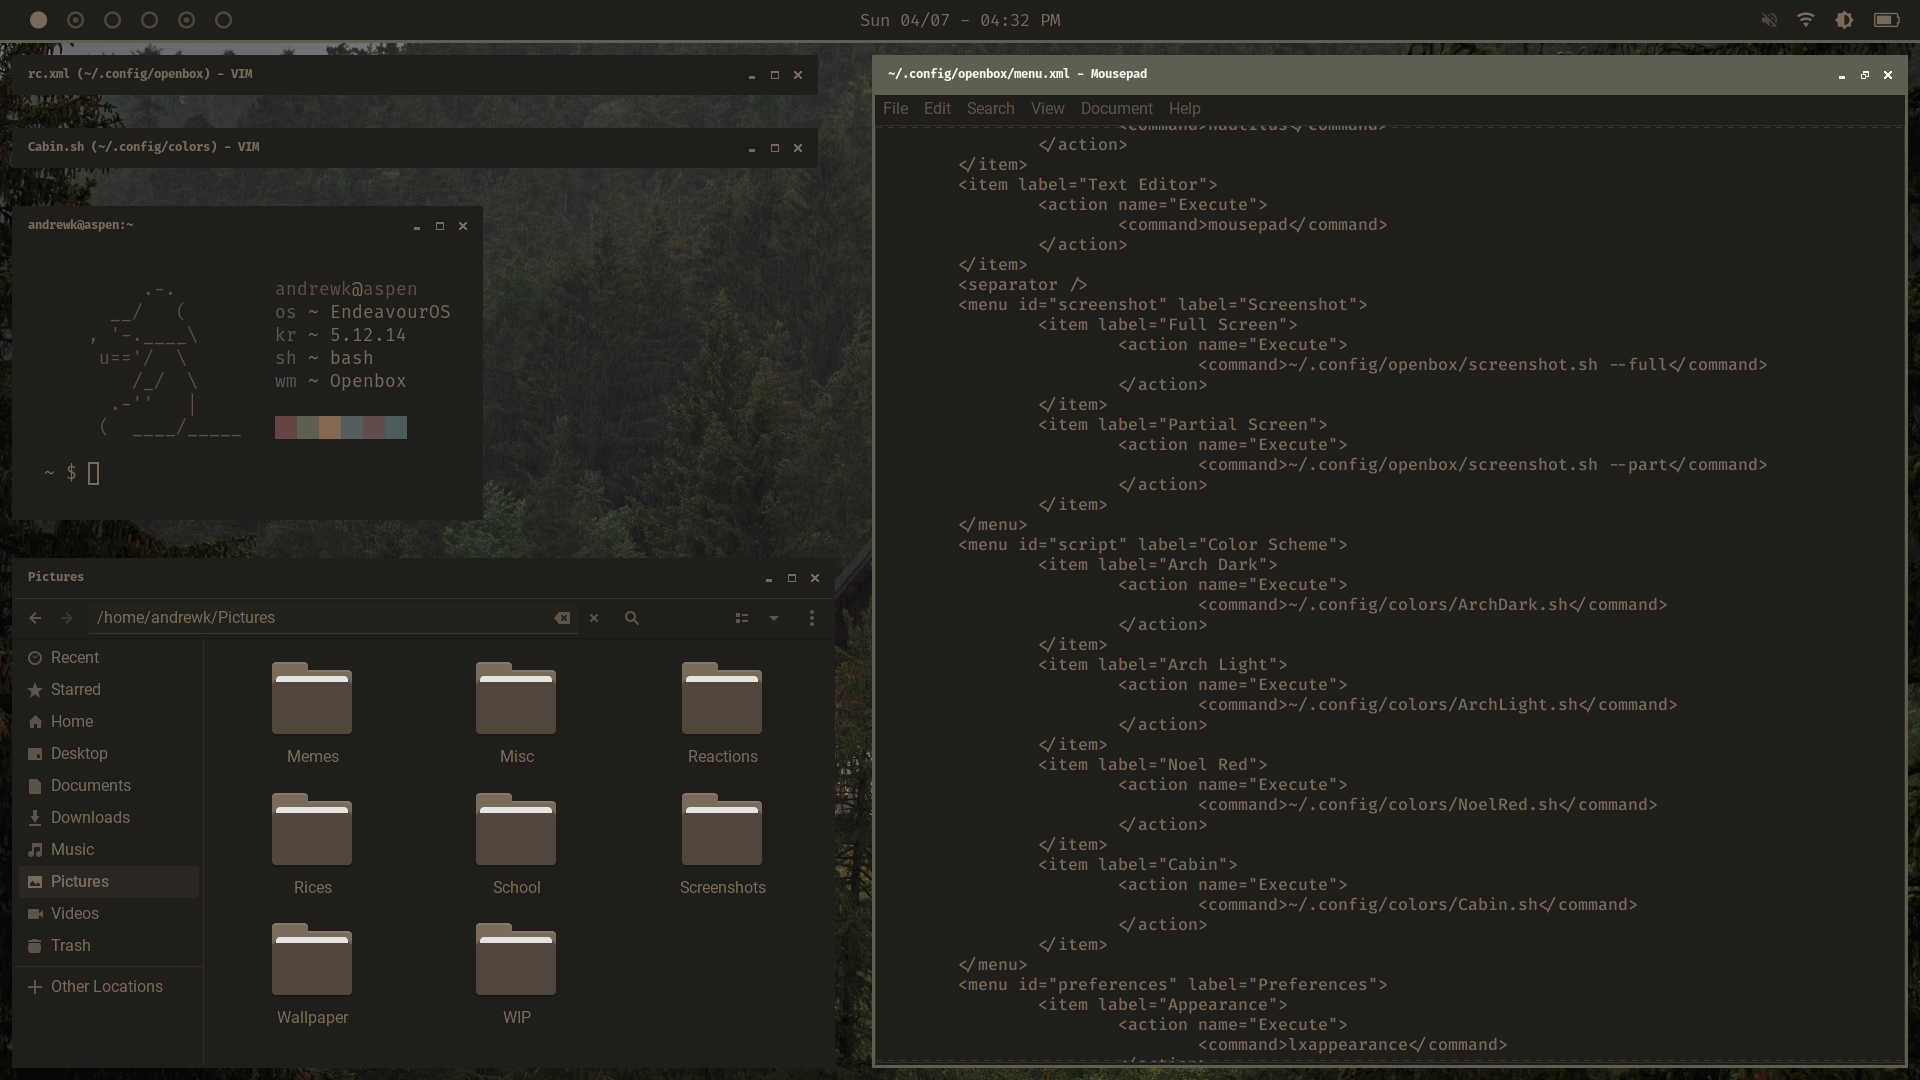 Sun 04/07 - 04:32 PM
rc.xml (~/.config/openbox) - VIM
Cabin.sh (~/.config/colors) - VIM
andrewk@aspen:~
andrewk@aspen
os ~ EndeavourOS
kr ~ 5.12.14
sh ~ bash
wm ~ Openbox
~ $
Pictures
/home/andrewk/Pictures
Recent
Starred
Home
Desktop
Documents
Downloads
Music
Pictures
Videos
Trash
Other Locations
Memes
Misc
Reactions
Rices
School
Screenshots
Wallpaper
WIP
~/.config/openbox/menu.xml - Mousepad
File Edit Search View Document Help
<command>nautilus</command>
</action>
</item>
<item label="Text Editor">
<action name="Execute">
<command>mousepad</command>
</action>
</item>
<separator />
<menu id="screenshot" label="Screenshot">
<item label="Full Screen">
<action name="Execute">
<command>~/.config/openbox/screenshot.sh --full</command>
</action>
</item>
<item label="Partial Screen">
<action name="Execute">
<command>~/.config/openbox/screenshot.sh --part</command>
</action>
</item>
</menu>
<menu id="script" label="Color Scheme">
<item label="Arch Dark">
<action name="Execute">
<command>~/.config/colors/ArchDark.sh</command>
</action>
</item>
<item label="Arch Light">
<action name="Execute">
<command>~/.config/colors/ArchLight.sh</command>
</action>
</item>
<item label="Noel Red">
<action name="Execute">
<command>~/.config/colors/NoelRed.sh</command>
</action>
</item>
<item label="Cabin">
<action name="Execute">
<command>~/.config/colors/Cabin.sh</command>
</action>
</item>
</menu>
<menu id="preferences" label="Preferences">
<item label="Appearance">
<action name="Execute">
<command>lxappearance</command>